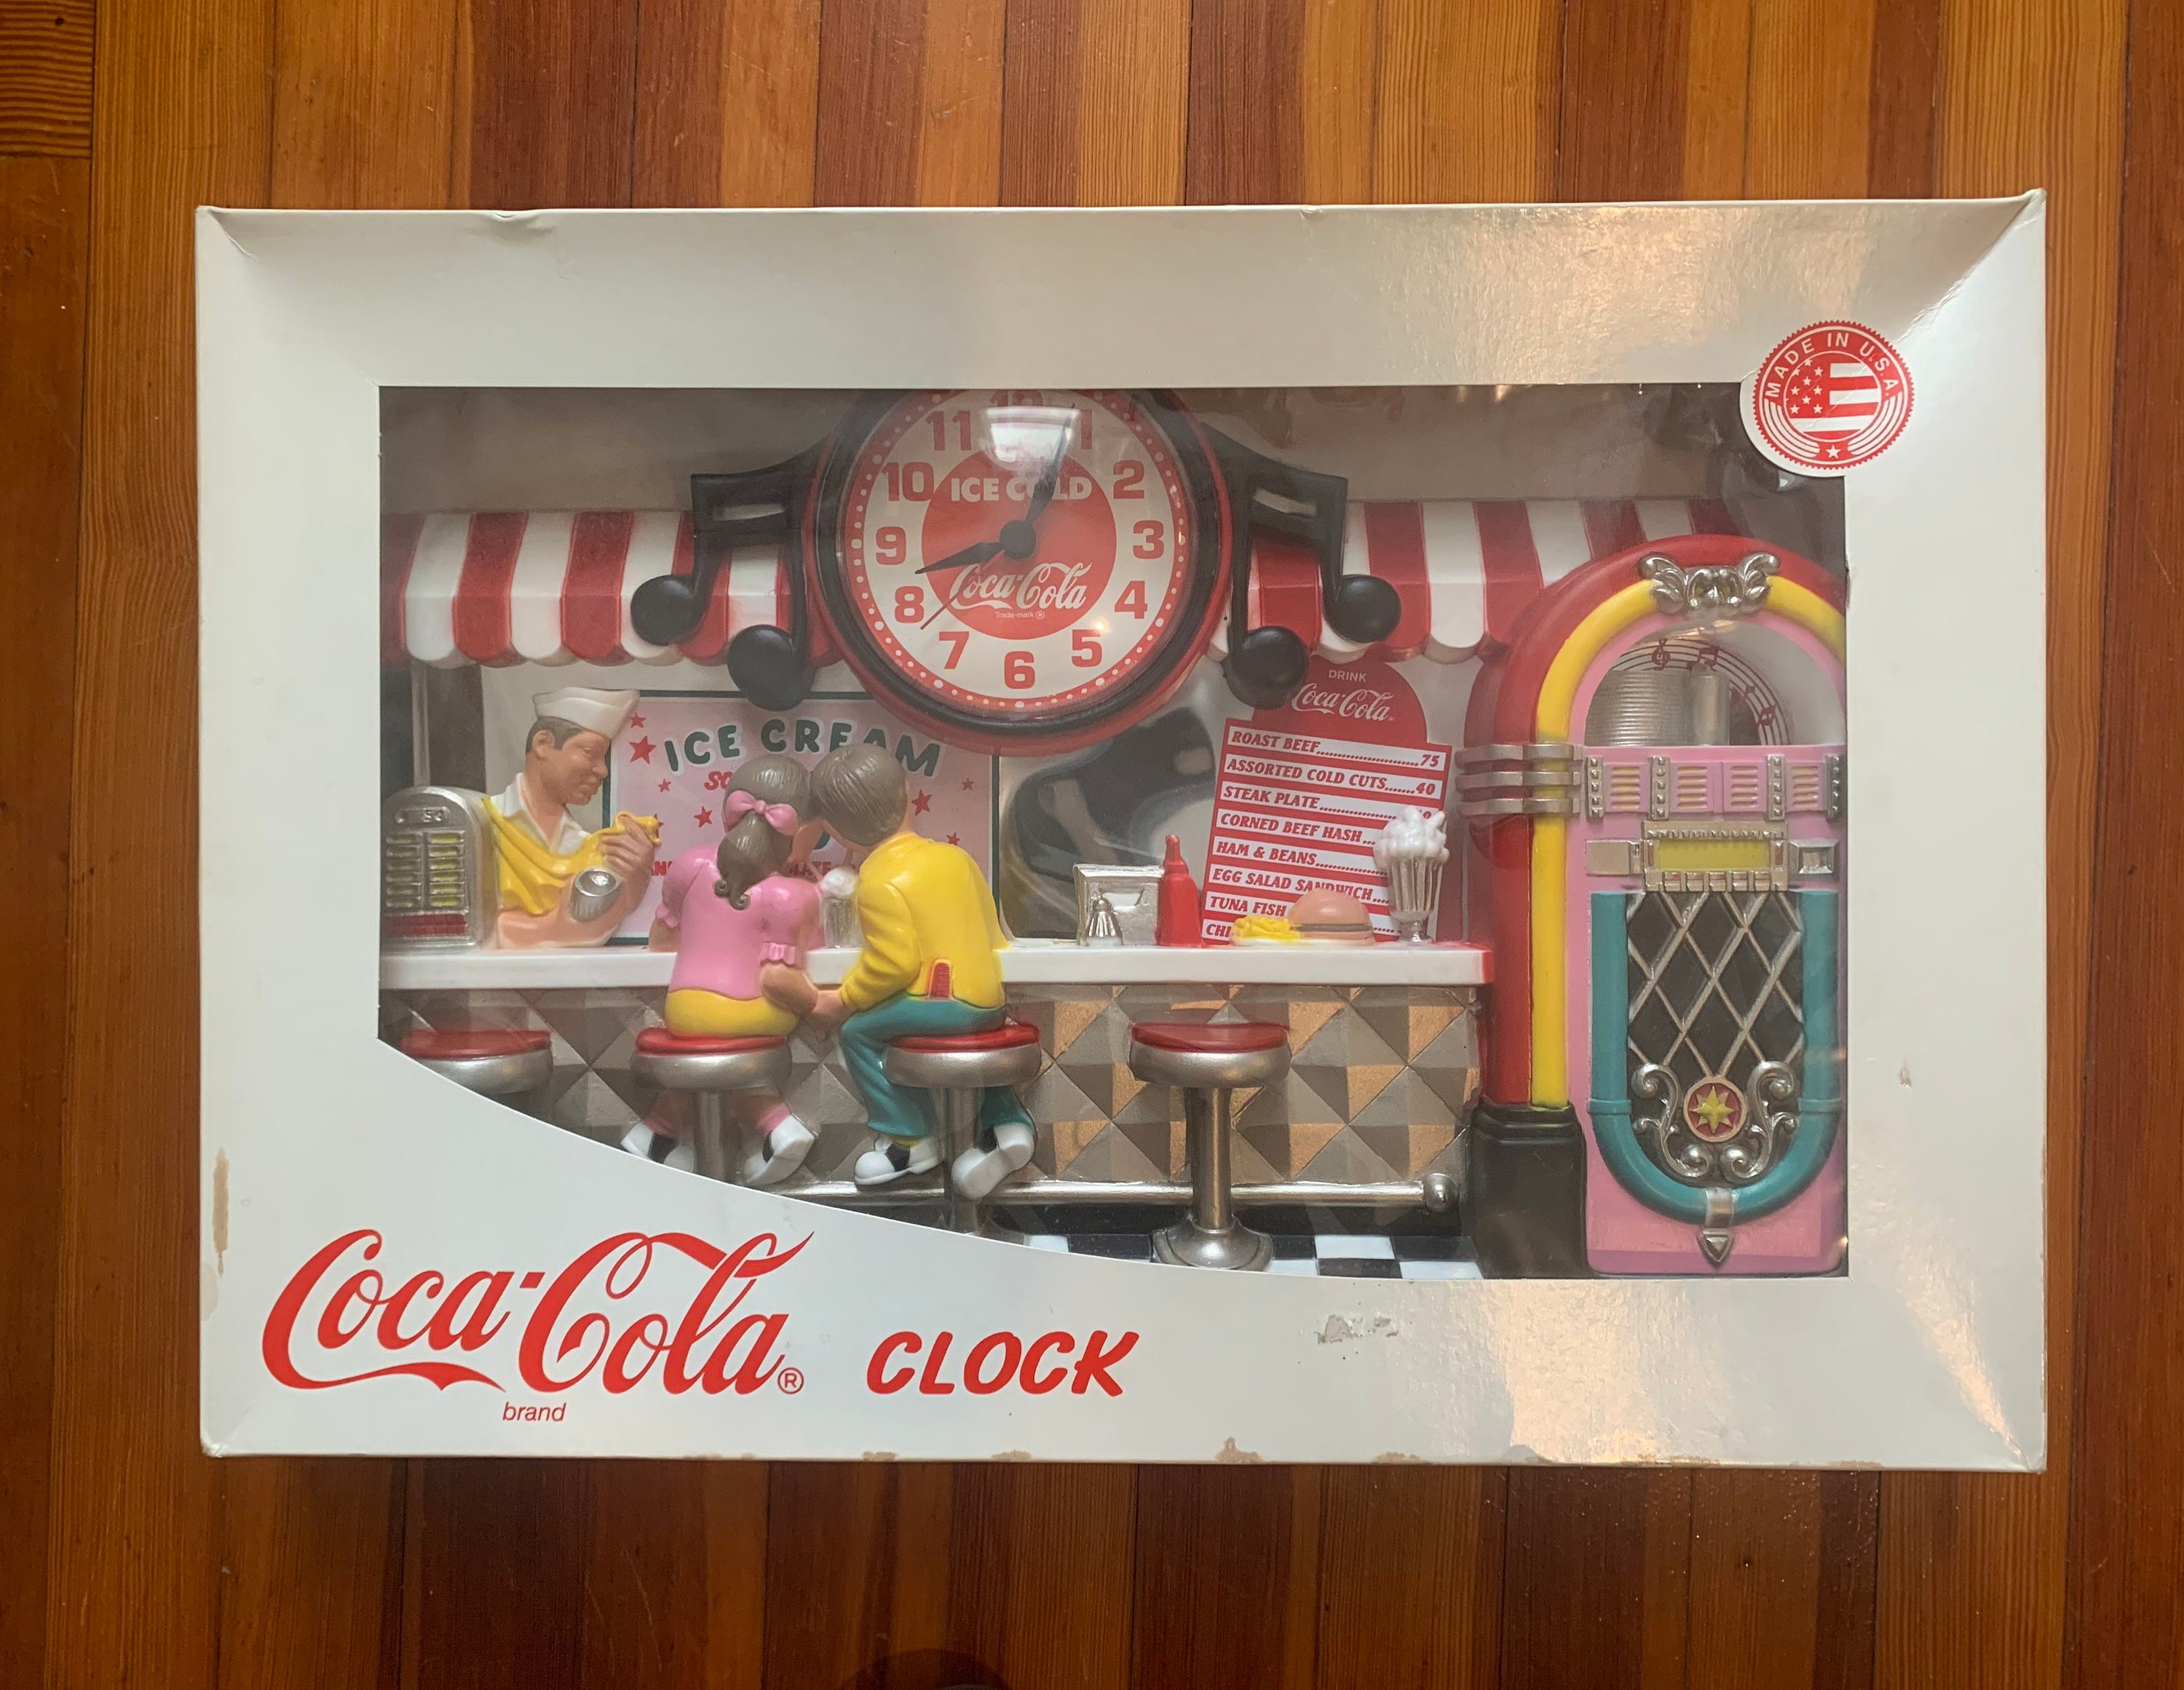 MADE IN U.S.A
12
11
1
10
ICE COLD
2
9
3
Coca-Cola
Trade-mark ®
8
4
7
5
6
DRINK
Coca-Cola
ICE CREAM
ROAST BEEF 75
ASSORTED COLD CUTS 40
STEAK PLATE
CORNED BEEF HASH
HAM & BEANS
EGG SALAD SANDWICH
TUNA FISH
Coca-Cola®
brand
CLOCK